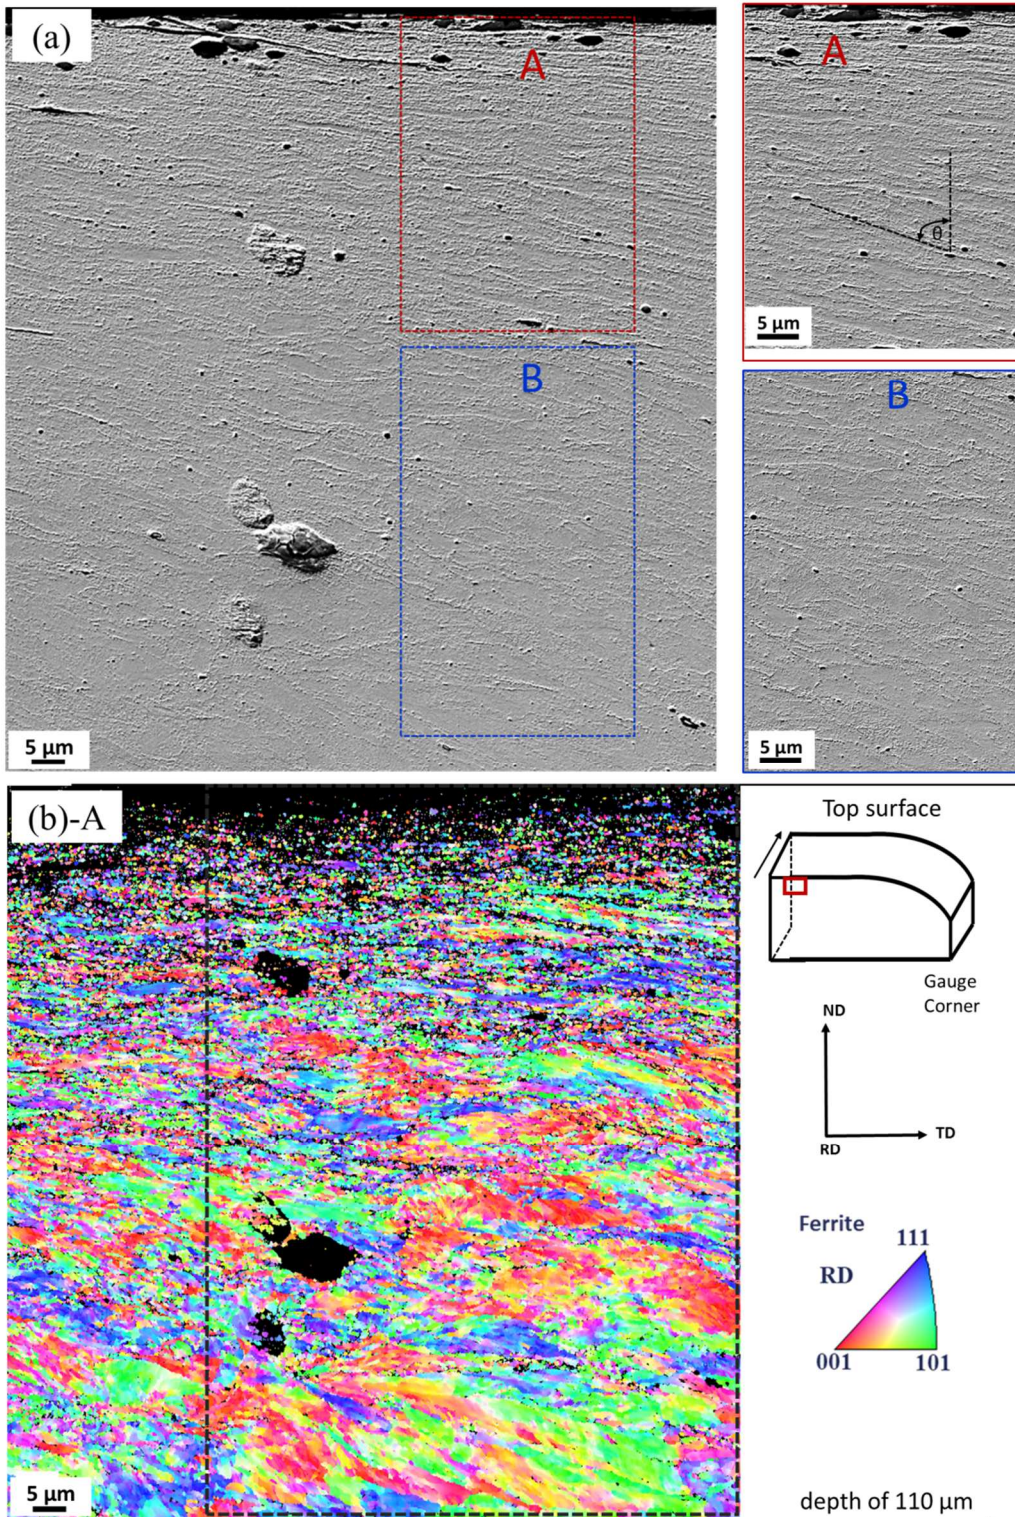 (a)
A
A
θ
5 μm
B
B
5 μm
5 μm
(b)-A
Top surface
Gauge
Corner
ND
TD
RD
Ferrite
111
RD
001
101
5 μm
depth of 110 μm